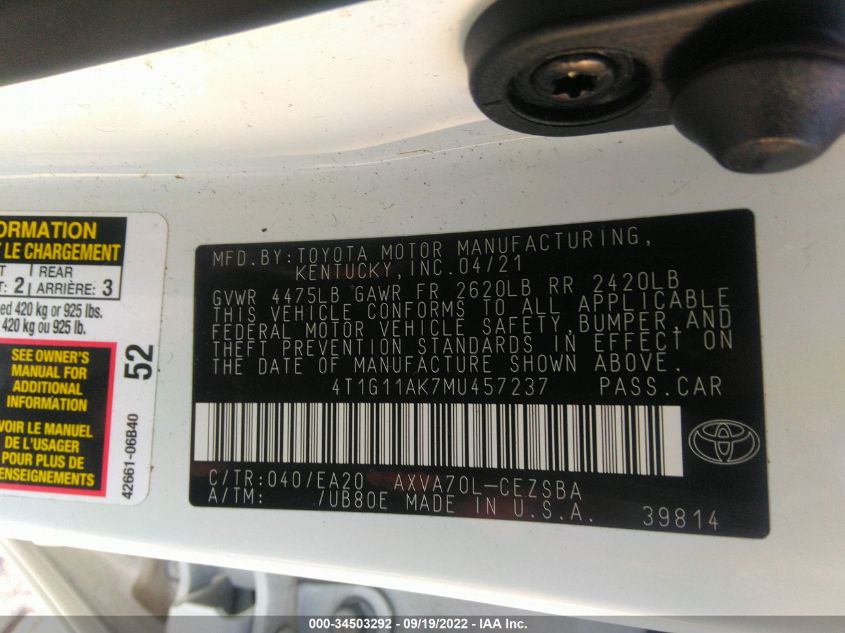 ORMATION
LE CHARGEMENT
REAR
2 ARRIÈRE: 3
ed 420 kg or 925 lbs.
420 kg ou 925 lb.
SEE OWNER'S
MANUAL FOR
ADDITIONAL
INFORMATION
VOIR LE MANUEL
DE L'USAGER
POUR PLUS DE
ENSEIGNEMENTS
52
42661-06B40
MFD.BY:TOYOTA MOTOR MANUFACTURING,
KENTUCKY,INC.04/21
GVWR 4475LB GAWR FR 2620LB RR 2420LB
THIS VEHICLE CONFORMS TO ALL APPLICABLE
FEDERAL MOTOR VEHICLE SAFETY,BUMPER,AND
THEFT PREVENTION STANDARDS IN EFFECT ON
THE DATE OF MANUFACTURE SHOWN ABOVE.
4T1G11AK7MU457237 PASS.CAR
C/TR:040/EA20 AXVA70L-CEZSBA
A/TM: /UB80E MADE IN U.S.A. 39814
000-34503292 - 09/19/2022 - IAA Inc.